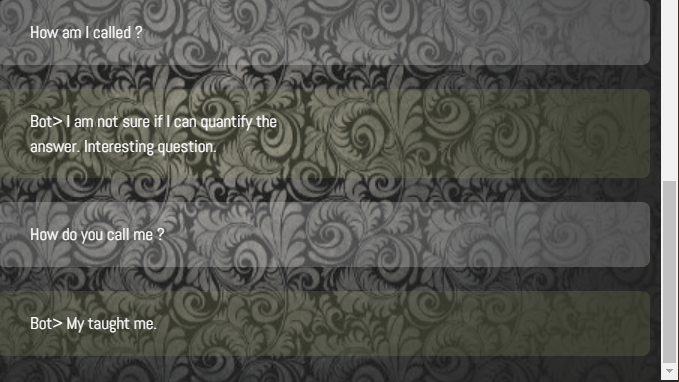 How am I called ?
Bot> I am not sure if I can quantify the
answer. Interesting question.
How do you call me ?
Bot> My taught me.